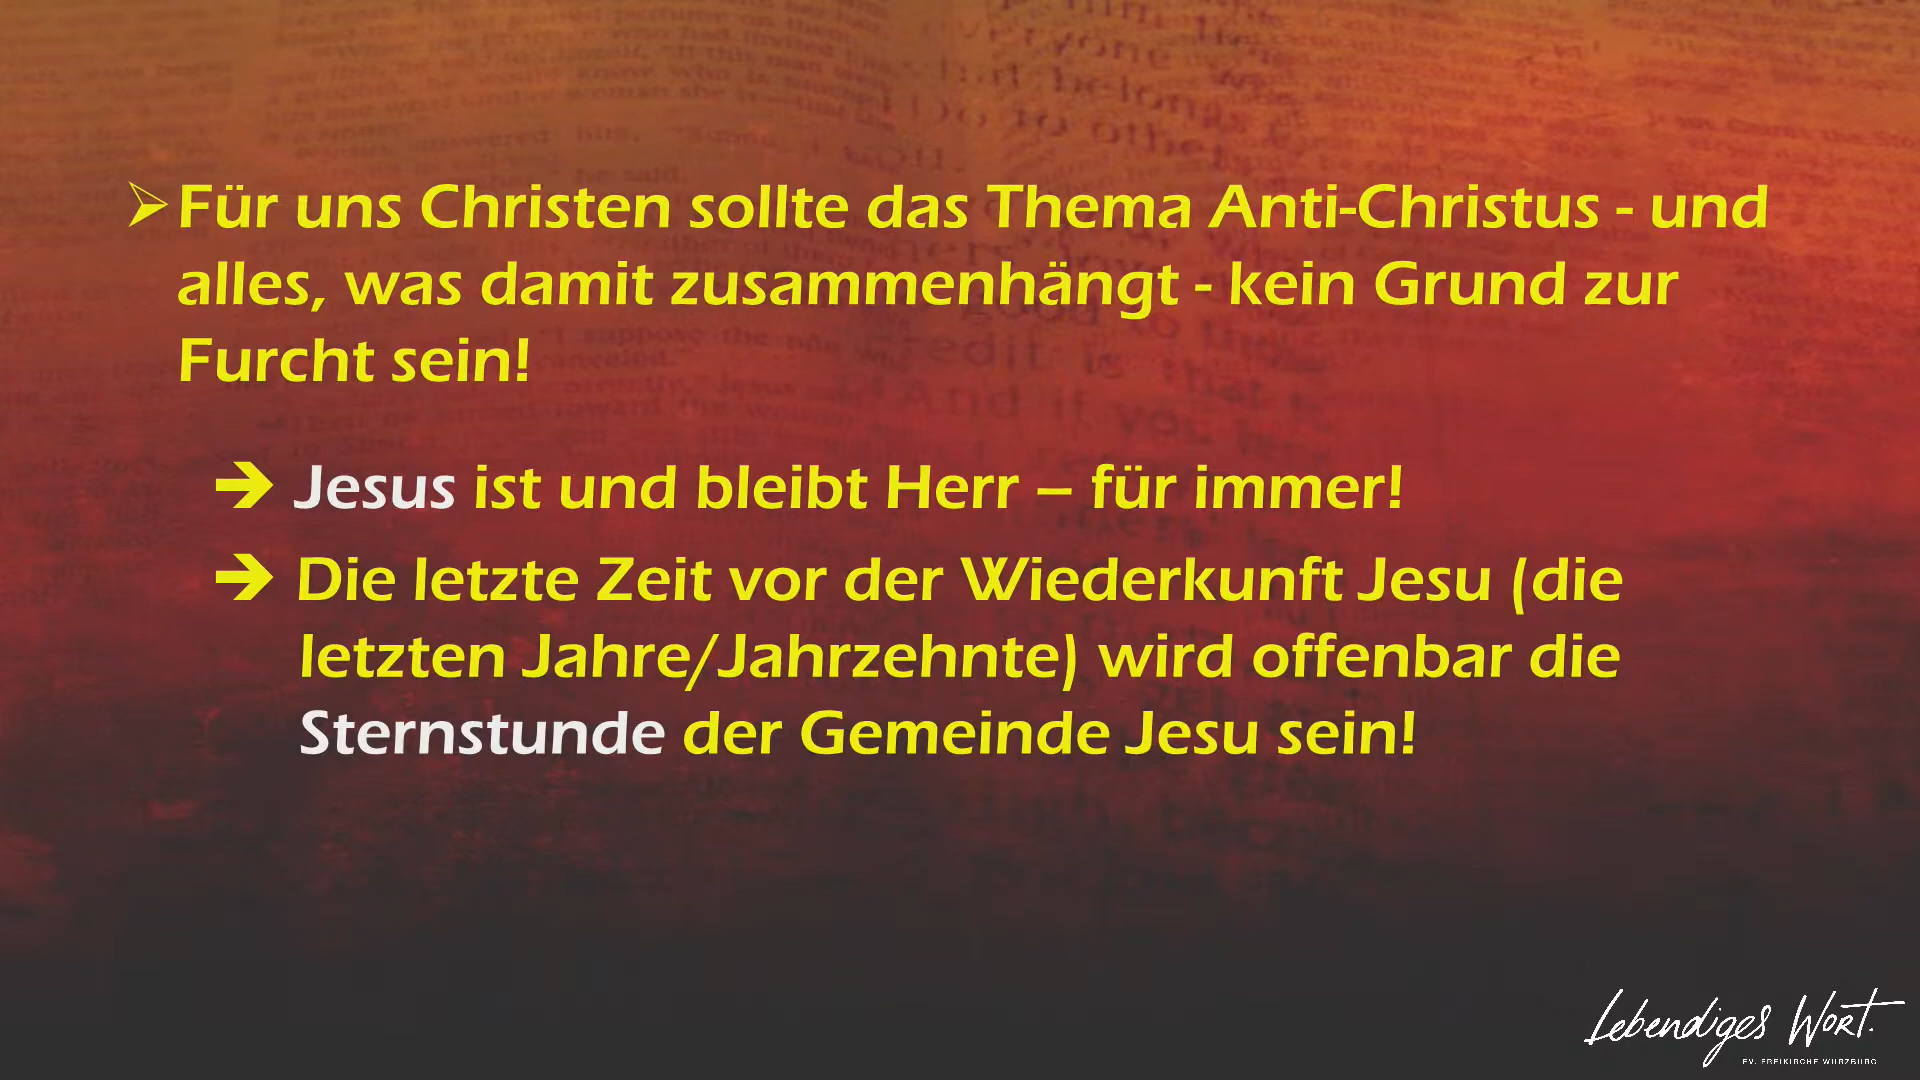 ➢Für uns Christen sollte das Thema Anti-Christus - und
alles, was damit zusammenhängt - kein Grund zur
Furcht sein!
➔ Jesus ist und bleibt Herr – für immer!
➔ Die letzte Zeit vor der Wiederkunft Jesu (die
letzten Jahre/Jahrzehnte) wird offenbar die
Sternstunde der Gemeinde Jesu sein!
Lebendiges Wort.
EV. FREIKIRCHE WÜRZBURG